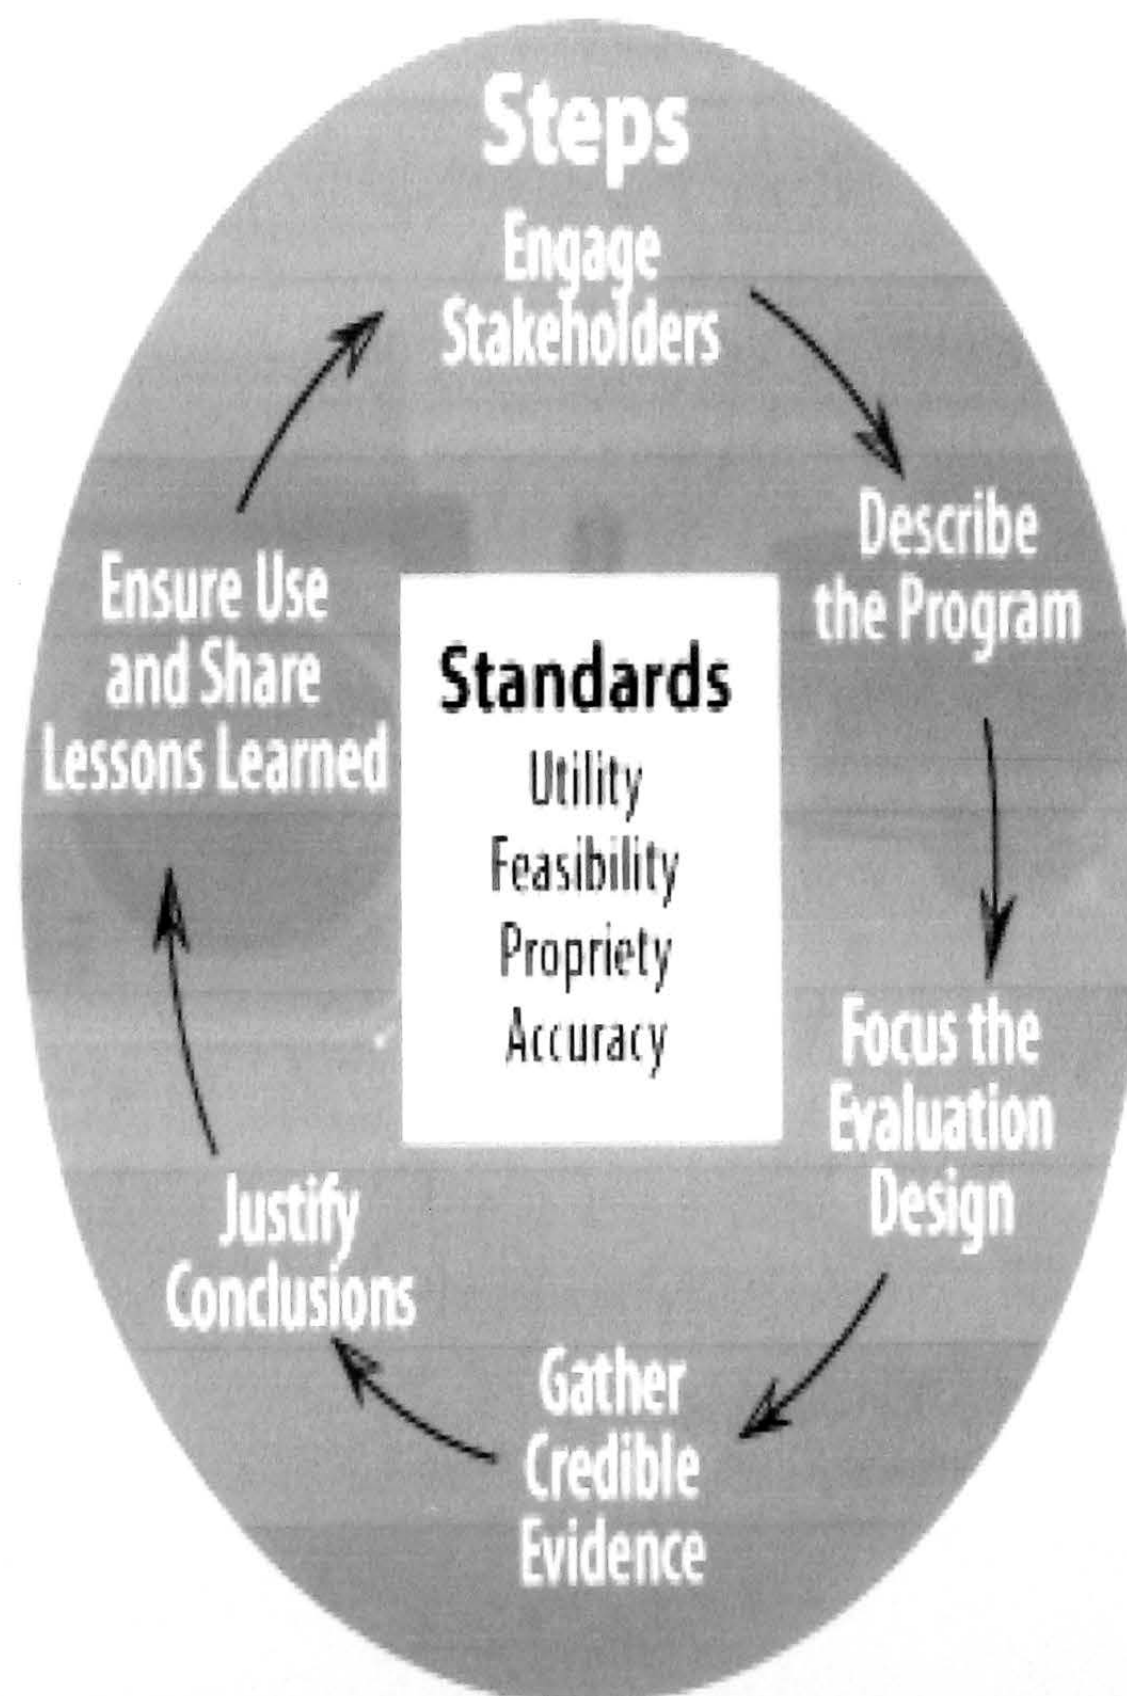 Steps
Engage
Stakeholders
Describe
the Program
Focus the
Evaluation
Design
Gather
Credible
Evidence
Justify
Conclusions
Ensure Use
and Share
Lessons Learned
Standards
Utility
Feasibility
Propriety
Accuracy